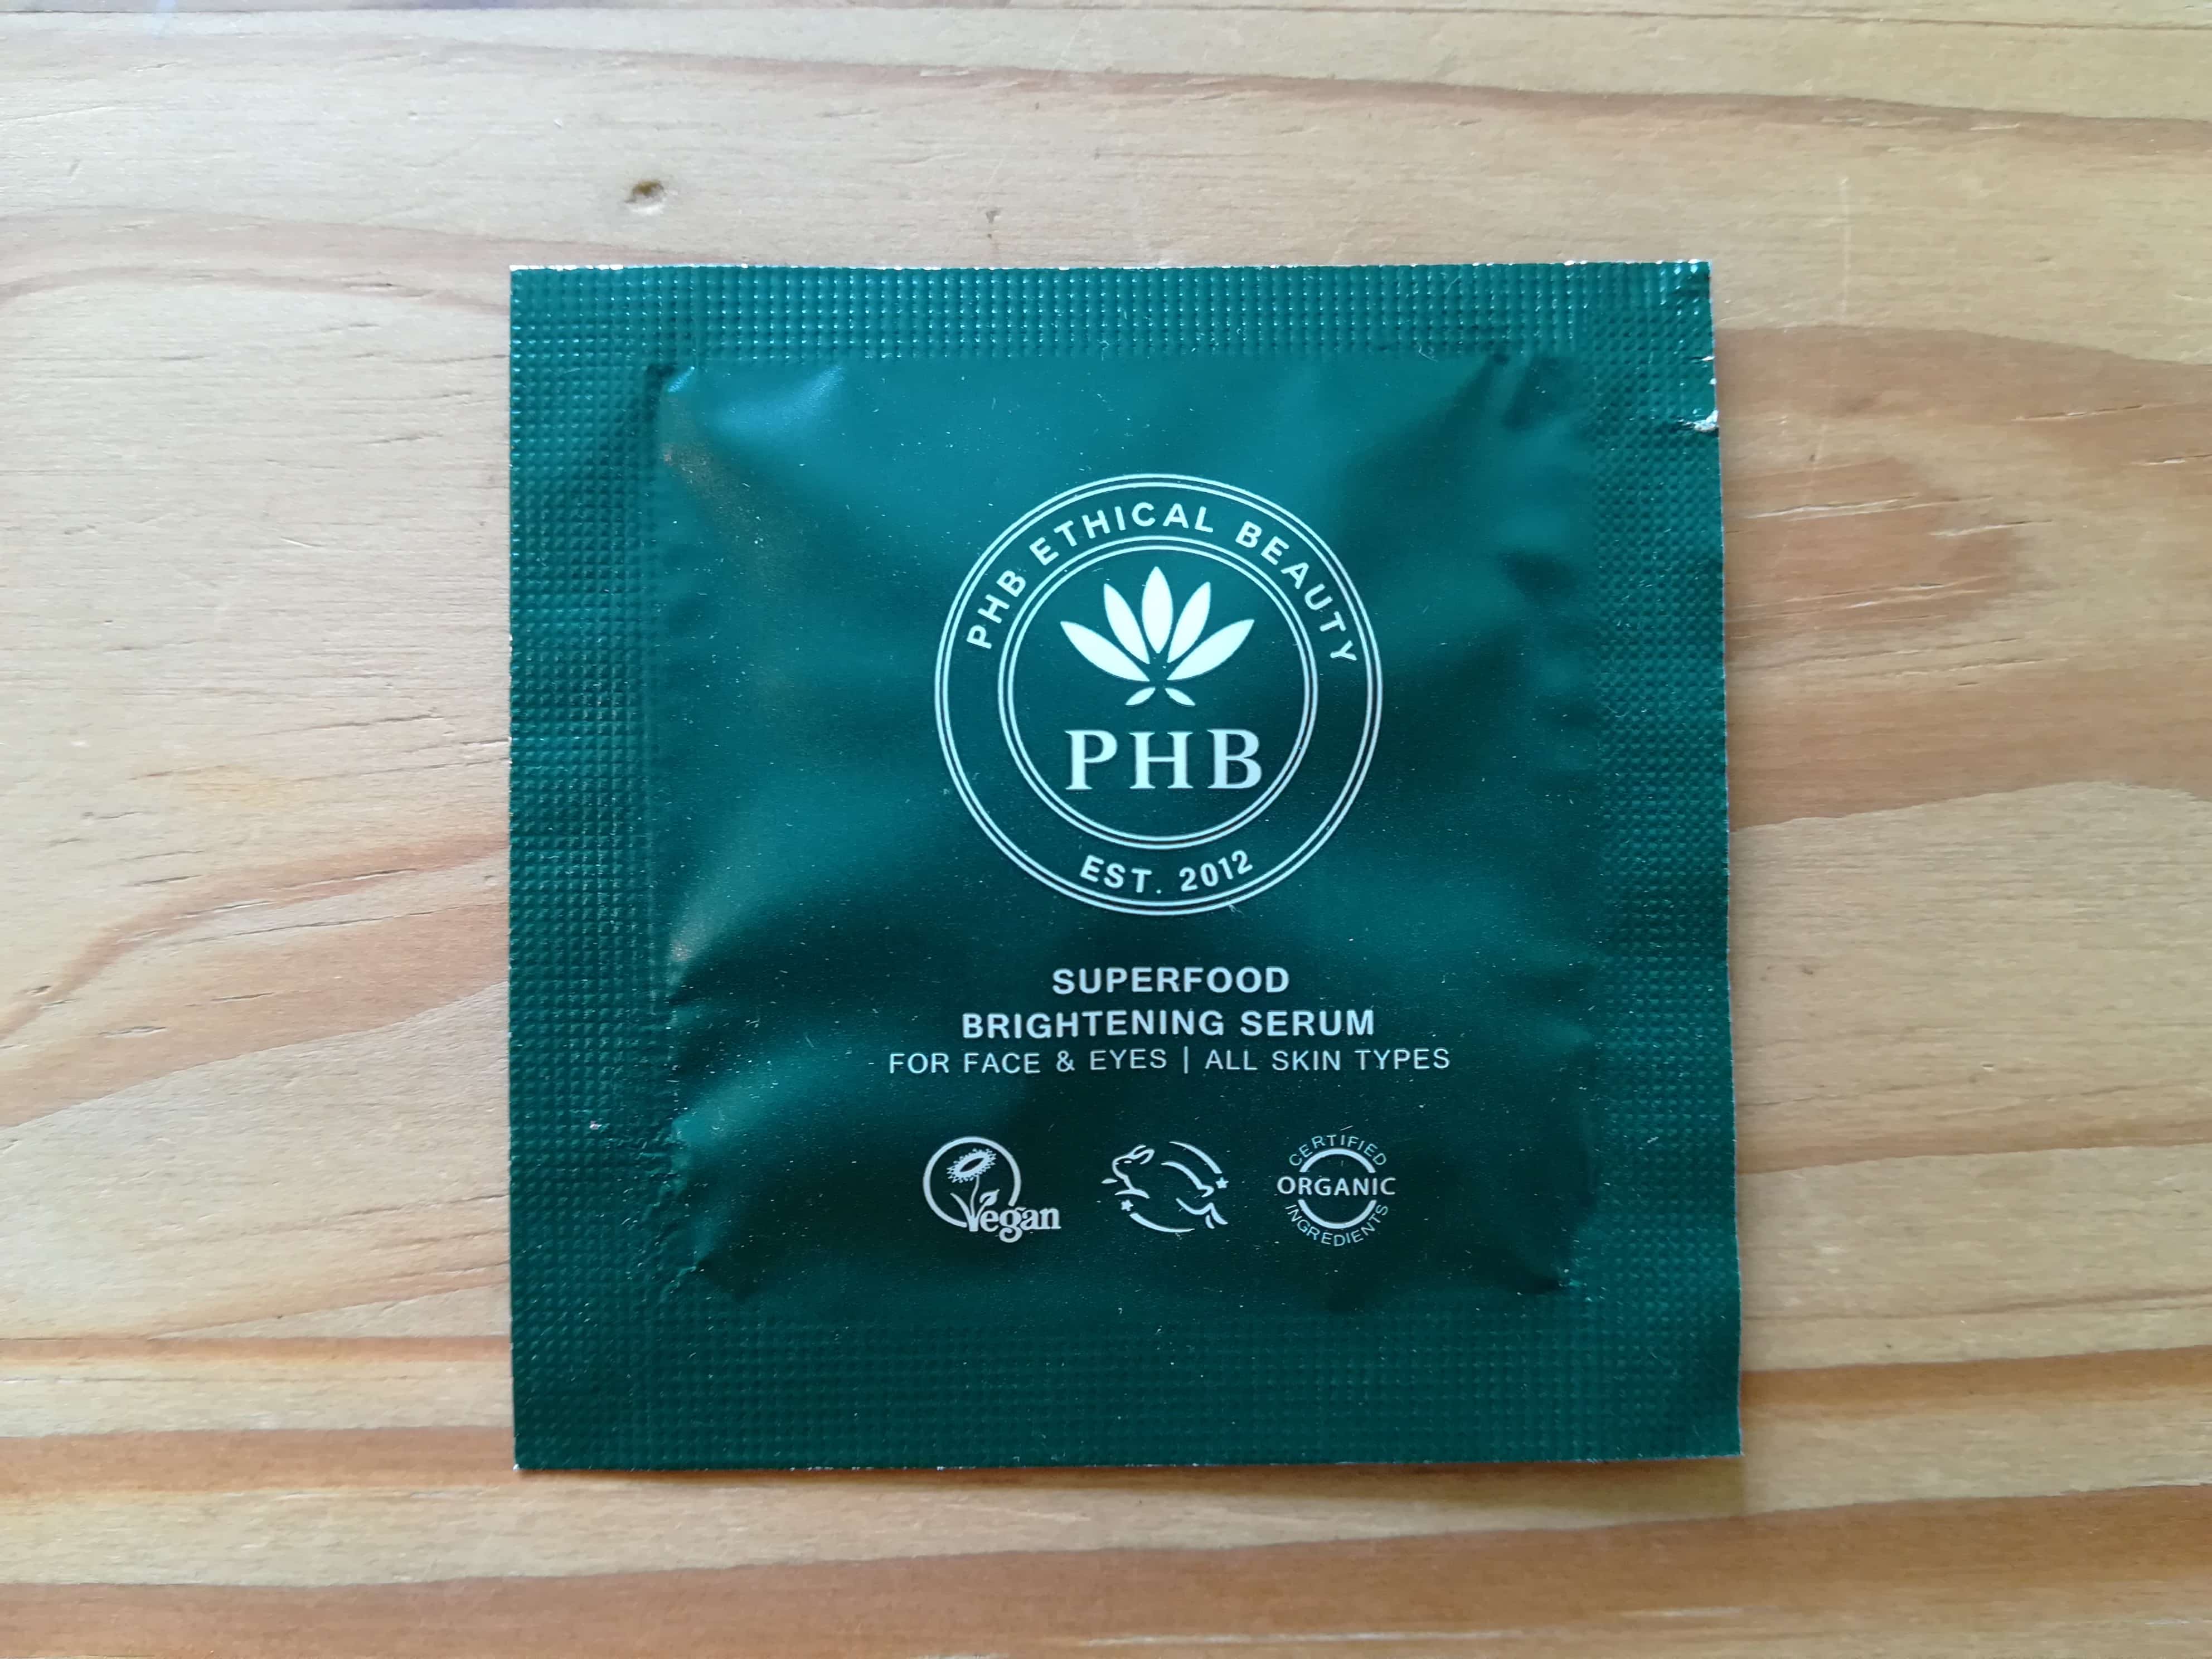 PHB ETHICAL BEAUTY
PHB
EST. 2012
SUPERFOOD
BRIGHTENING SERUM
FOR FACE & EYES | ALL SKIN TYPES
Vegan
CERTIFIED
ORGANIC
INGREDIENTS